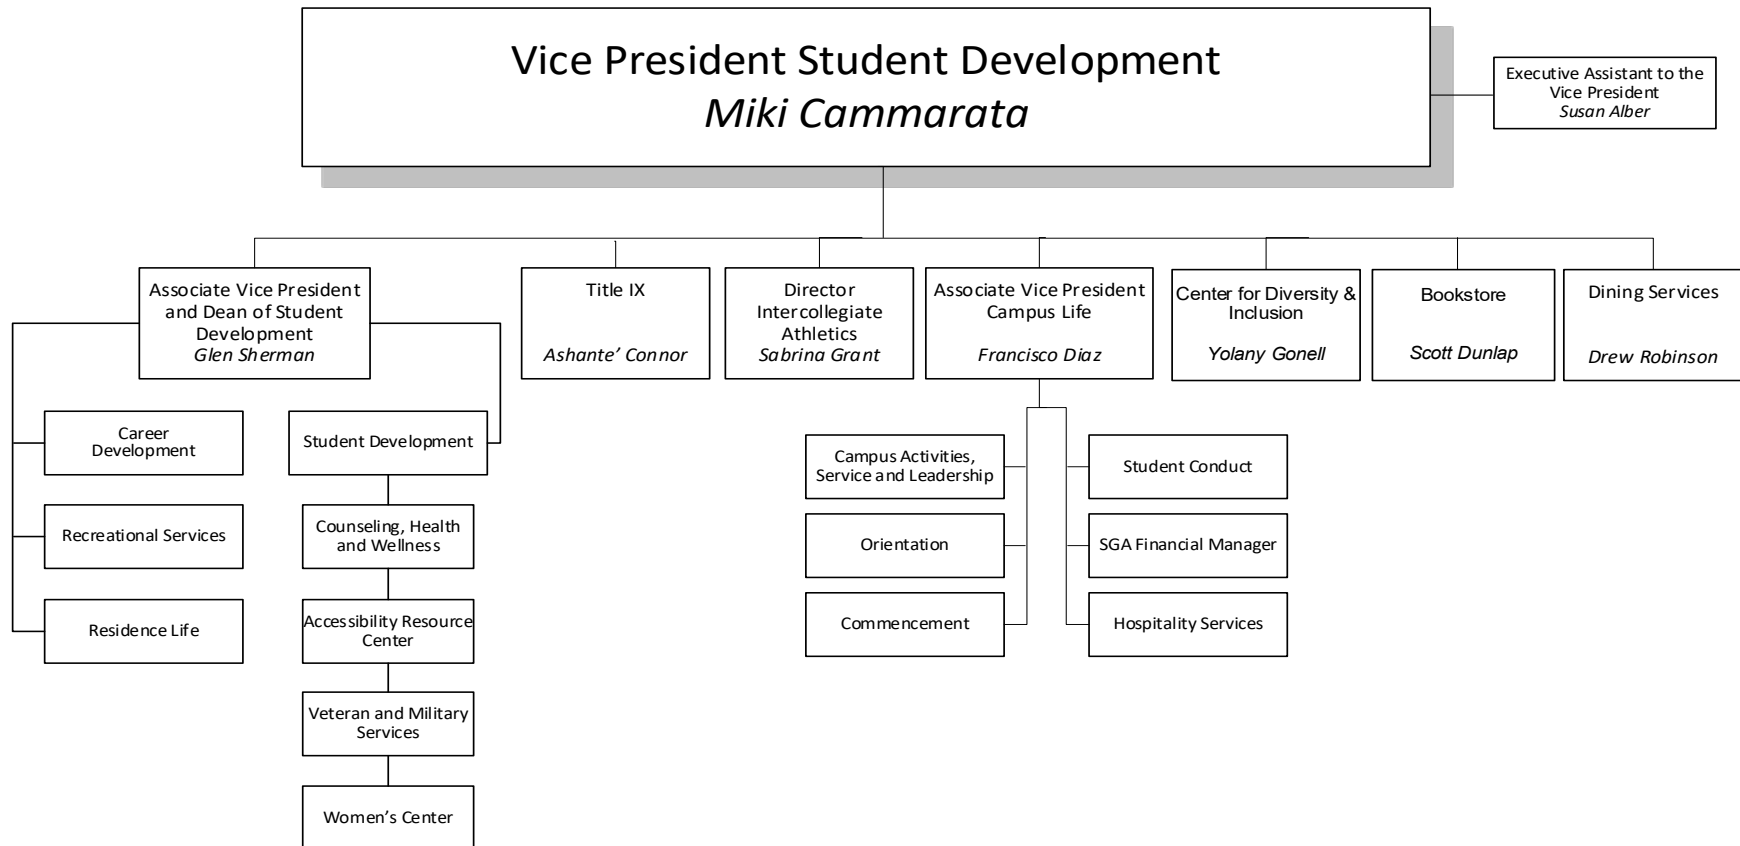 Vice President Student Development
Miki Cammarata
Executive Assistant to the
Vice President
Susan Alber
Associate Vice President
and Dean of Student
Development
Glen Sherman
Title IX
Ashante’ Connor
Director
Intercollegiate
Athletics
Sabrina Grant
Associate Vice President
Campus Life
Francisco Diaz
Center for Diversity &
Inclusion
Yolany Gonell
Bookstore
Scott Dunlap
Dining Services
Drew Robinson
Career
Development
Recreational Services
Residence Life
Student Development
Counseling, Health
and Wellness
Accessibility Resource
Center
Veteran and Military
Services
Women’s Center
Campus Activities,
Service and Leadership
Orientation
Commencement
Student Conduct
SGA Financial Manager
Hospitality Services